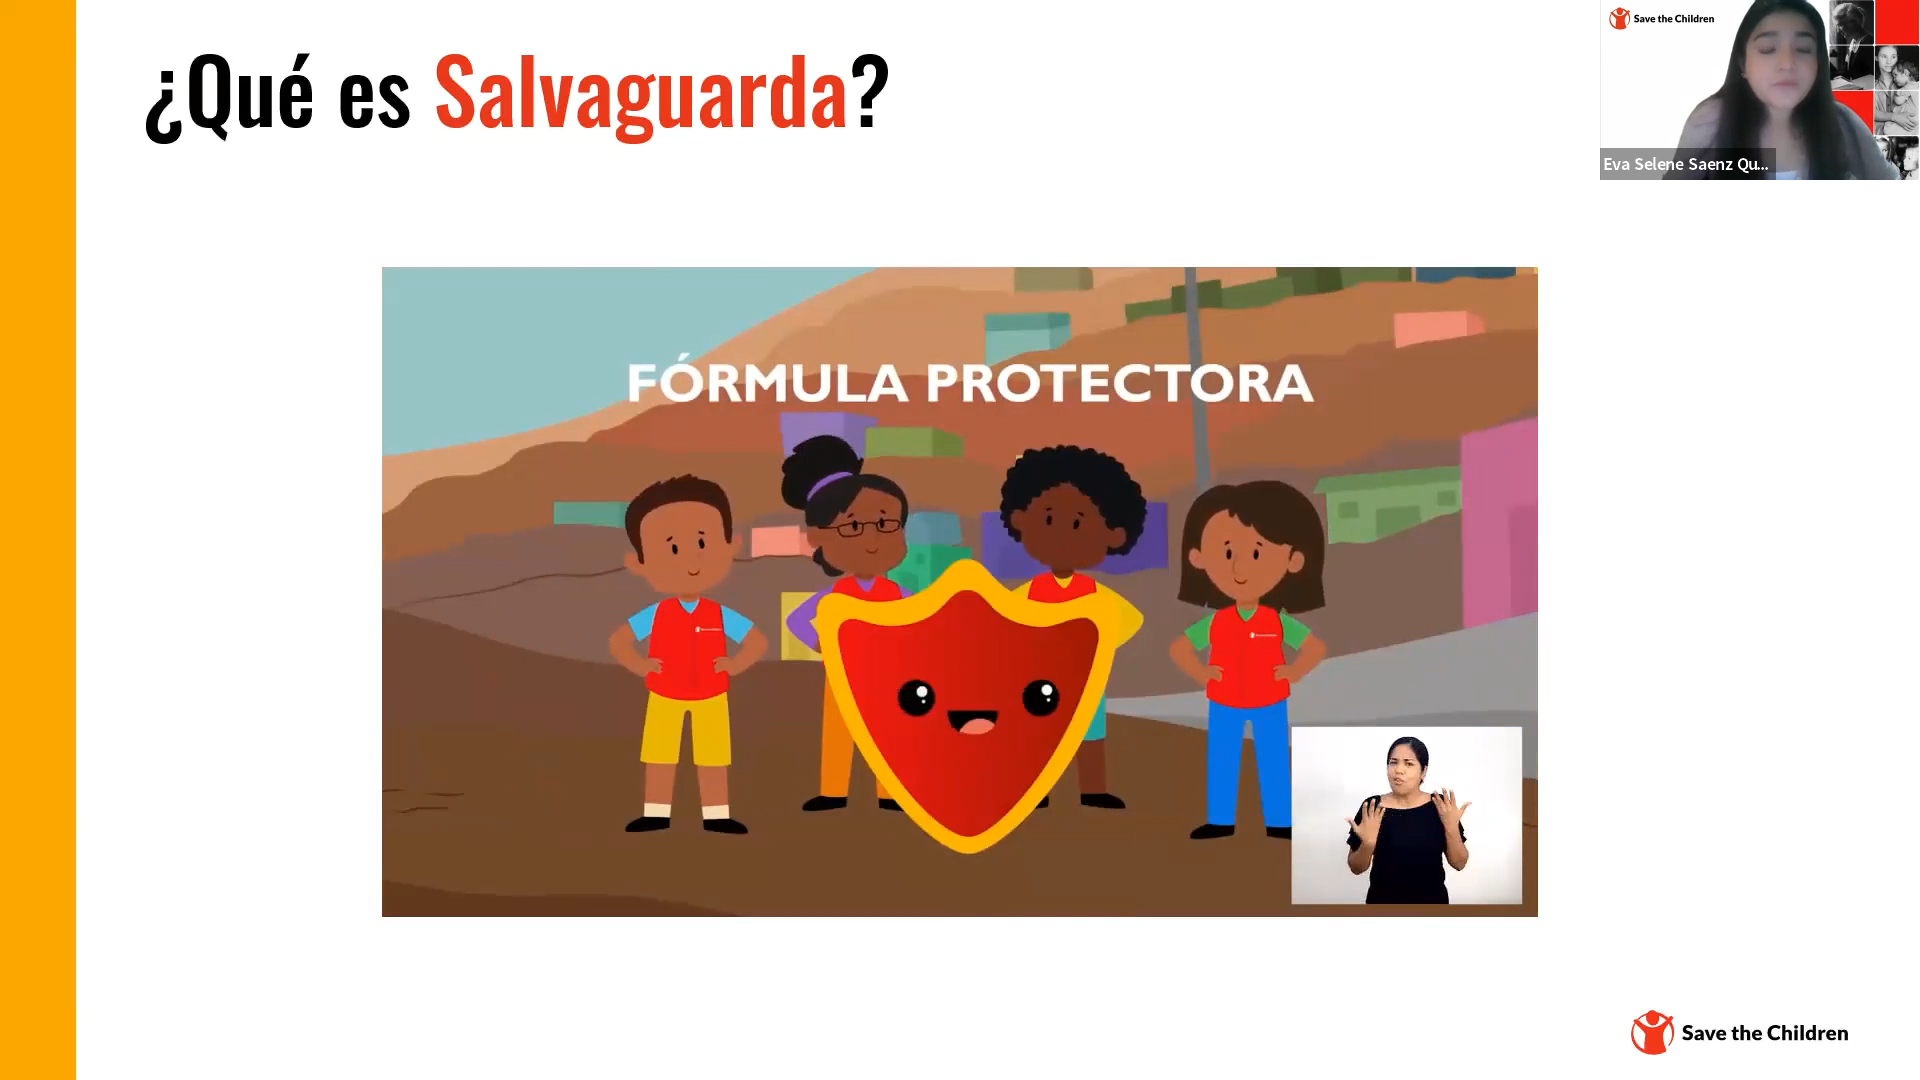 ¿Qué es Salvaguarda?
Save the Children
Eva Selene Saenz Qu...
FÓRMULA PROTECTORA
Save the Children